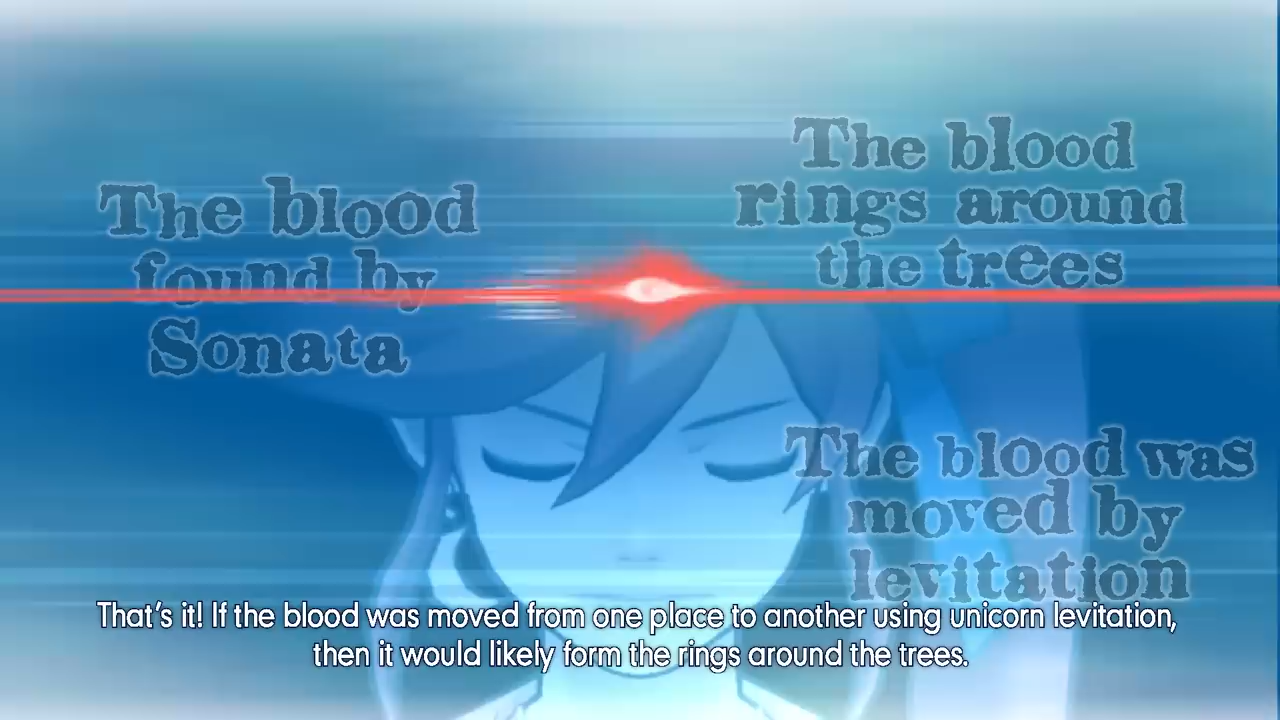 The blood
found by
Sonata
The blood
rings around
the trees
The blood was
moved by
levitation
That's it! If the blood was moved from one place to another using unicorn levitation,
then it would likely form the rings around the trees.